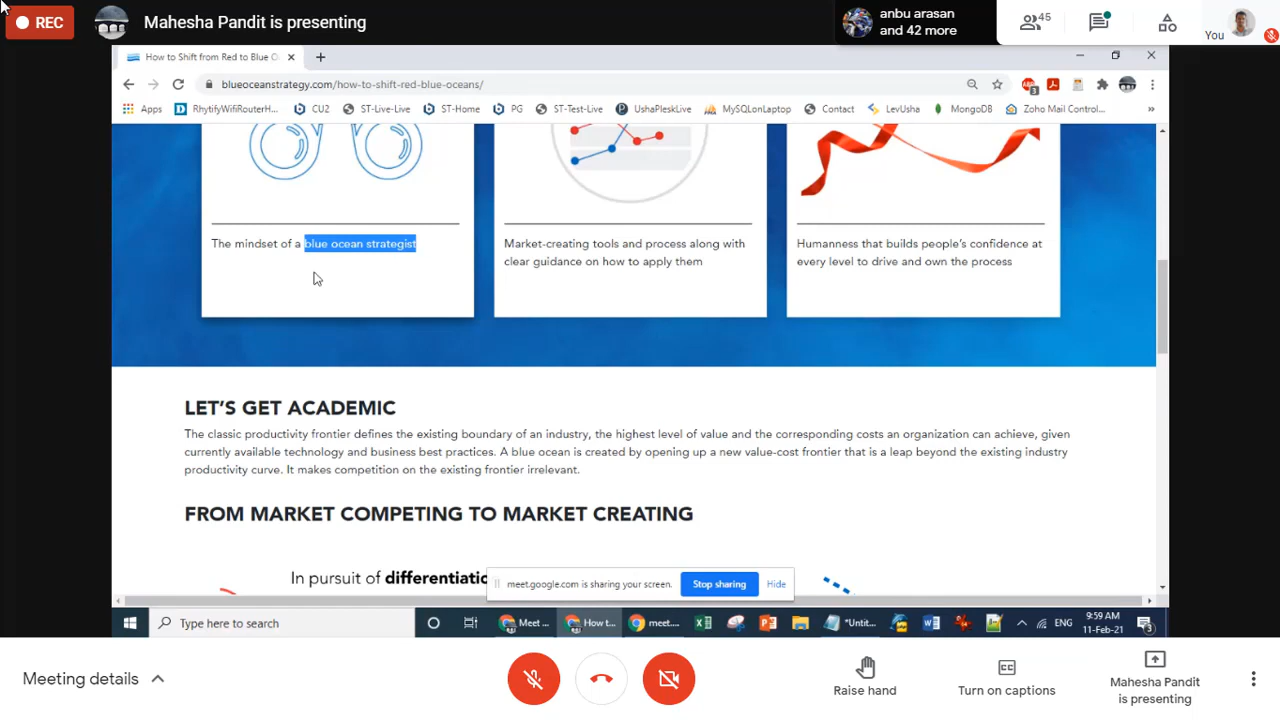 REC
Mahesha Pandit is presenting
anbu arasan
and 42 more
45
You
How to Shift from Red to Blue O
blueoceanstrategy.com/how-to-shift-red-blue-oceans/
Apps
RhytifyWifiRouterH...
CU2
ST-Live-Live
ST-Home
PG
ST-Test-Live
UshaPleskLive
MySQLonLaptop
Contact
LevUsha
MongoDB
Zoho Mail Control...
The mindset of a blue ocean strategist
Market-creating tools and process along with
clear guidance on how to apply them
Humanness that builds people's confidence at
every level to drive and own the process
LET'S GET ACADEMIC
The classic productivity frontier defines the existing boundary of an industry, the highest level of value and the corresponding costs an organization can achieve, given
currently available technology and business best practices. A blue ocean is created by opening up a new value-cost frontier that is a leap beyond the existing industry
productivity curve. It makes competition on the existing frontier irrelevant.
FROM MARKET COMPETING TO MARKET CREATING
In pursuit of differentiatio
meet.google.com is sharing your screen.
Stop sharing
Hide
Type here to search
Meet ...
How t...
meet....
*Untit...
ENG
9:59 AM
11-Feb-21
3
Meeting details
Raise hand
Turn on captions
Mahesha Pandit
is presenting